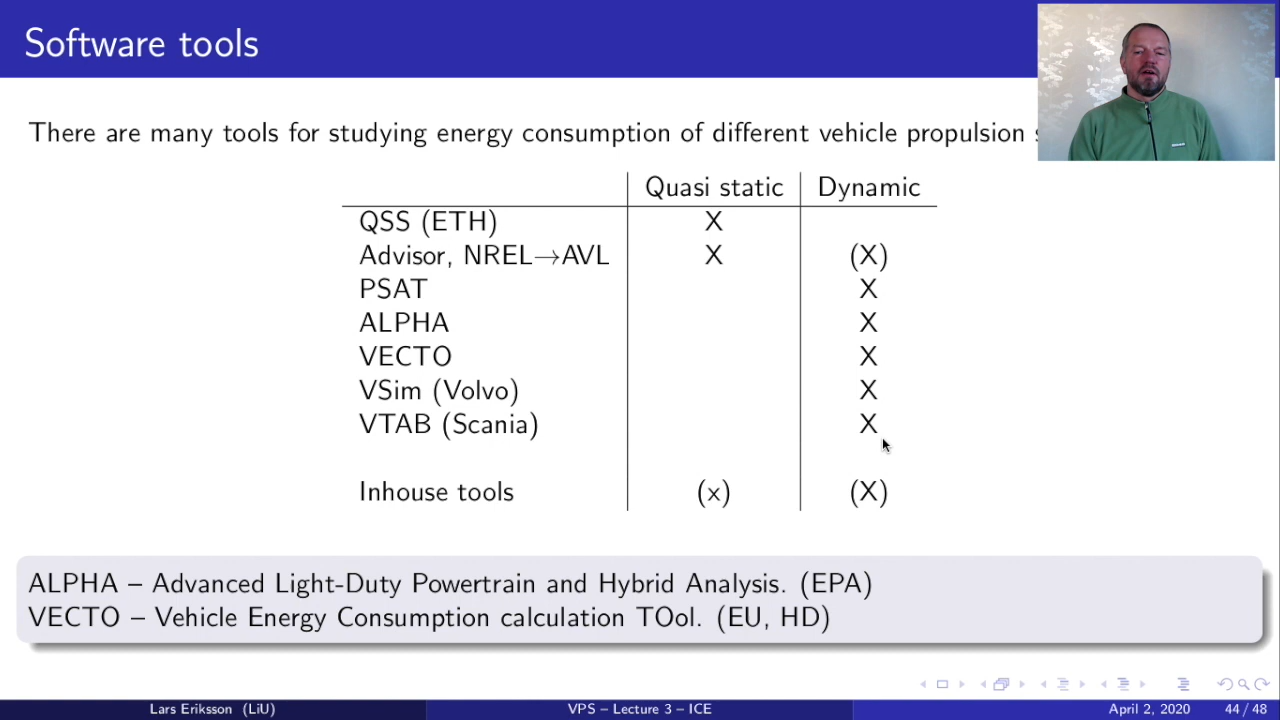 Software tools
There are many tools for studying energy consumption of different vehicle propulsion
Quasi static Dynamic
QSS (ETH) X
Advisor, NREL→AVL X (X)
PSAT X
ALPHA X
VECTO X
VSim (Volvo) X
VTAB (Scania) X
Inhouse tools (x) (X)
ALPHA – Advanced Light-Duty Powertrain and Hybrid Analysis. (EPA)
VECTO – Vehicle Energy Consumption calculation TOol. (EU, HD)
Lars Eriksson (LiU) VPS – Lecture 3 – ICE April 2, 2020 44 / 48